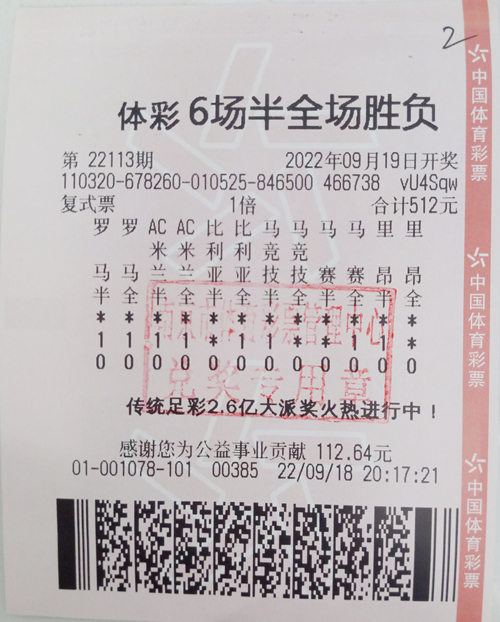 2
体彩 6场半全场胜负
第 22113期 2022年09月19日开奖
110320-678260-010525-846500 466738 vU4Sqw
复式票 1倍 合计512元
罗 罗 AC AC 比 比 马 马 马 马 里 里
米 米 利 利 竞 竞
马 马 兰 兰 亚 亚 技 技 赛 赛 昂 昂
半 全 半 全 半 全 半 全 半 全 半 全
* * * * * * * * * * * *
1 1 1 1 * 1 1 * * 1 1 *
0 0 0 0 0 0 0 0 0 0 0 0
彩票管理中心
兑奖专用章
传统足彩2.6亿大派奖火热进行中!
感谢您为公益事业贡献 112.64元
01-001078-101 00385 22/09/18 20:17:21
中国体育彩票
中国体育彩票
中国体育彩票